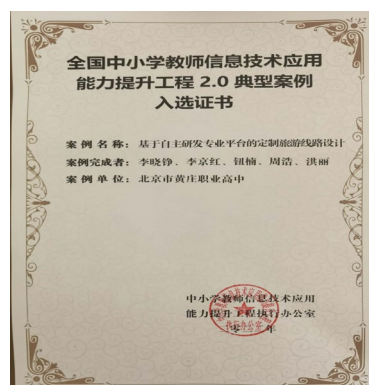 全国中小学教师信息技术应用
能力提升工程 2.0 典型案例
入选证书
案例名称：基于自主研发专业平台的定制旅游线路设计
案例完成者：李晓铮、李京红、钮楠、周浩、洪丽
案例单位：北京市黄庄职业高中
中小学教师信息技术应用
能力提升工程执行办公室